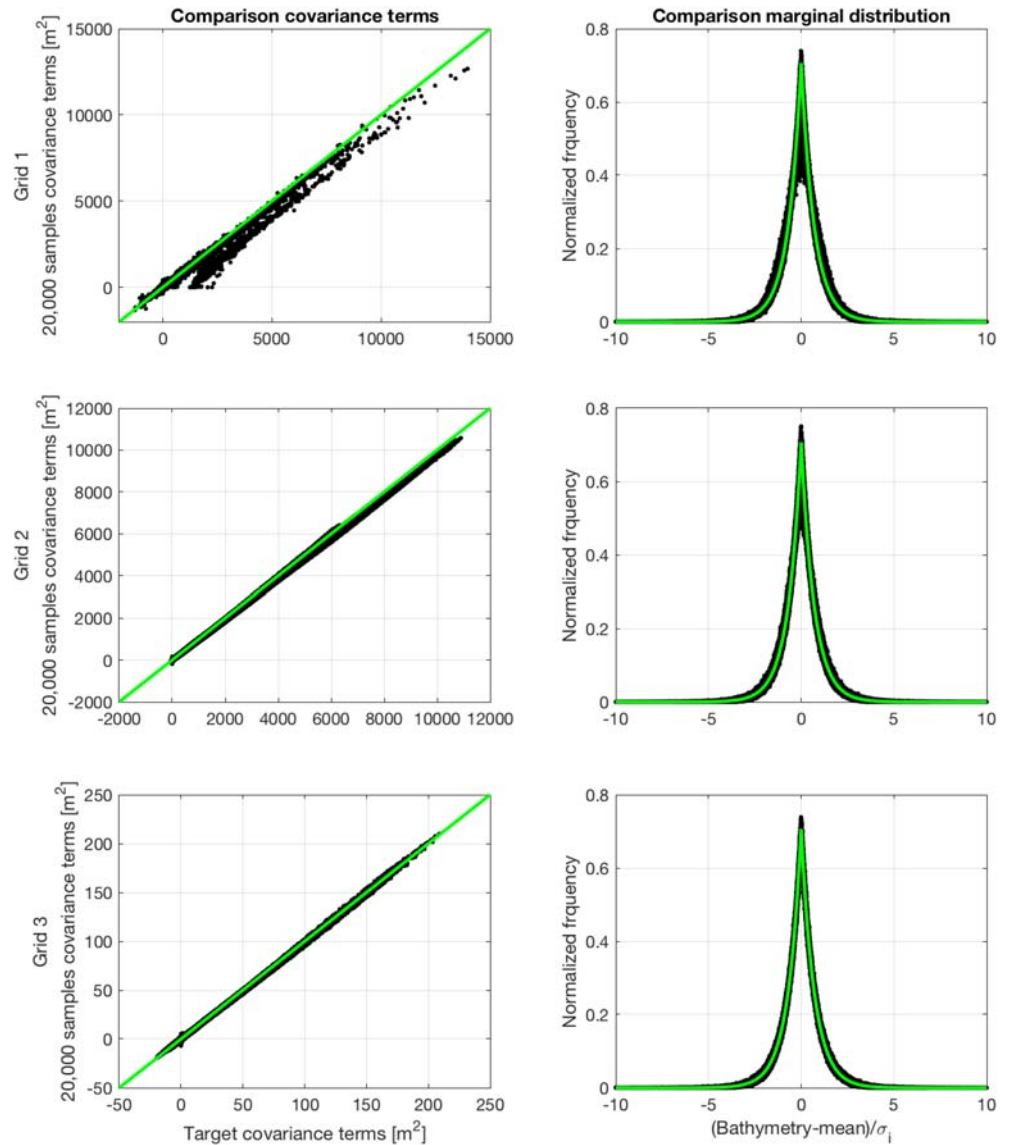 Comparison covariance terms
Comparison marginal distribution
Grid 1
20,000 samples covariance terms [m²]
15000
10000
5000
0
0 5000 10000 15000
Normalized frquency
0.8
0.6
0.4
0.2
0
-10 -5 0 5 10
Grid 2
20,000 samples covariance terms [m²]
12000
10000
8000
6000
4000
2000
0
-2000
-2000 0 2000 4000 6000 8000 10000 12000
Normalized frquency
0.8
0.6
0.4
0.2
0
-10 -5 0 5 10
Grid 3
20,000 samples covariance terms [m²]
250
200
150
100
50
0
-50
-50 0 50 100 150 200 250
Target covariance terms [m²]
Normalized frquency
0.8
0.6
0.4
0.2
0
-10 -5 0 5 10
(Bathymetry-mean)/σᵢ